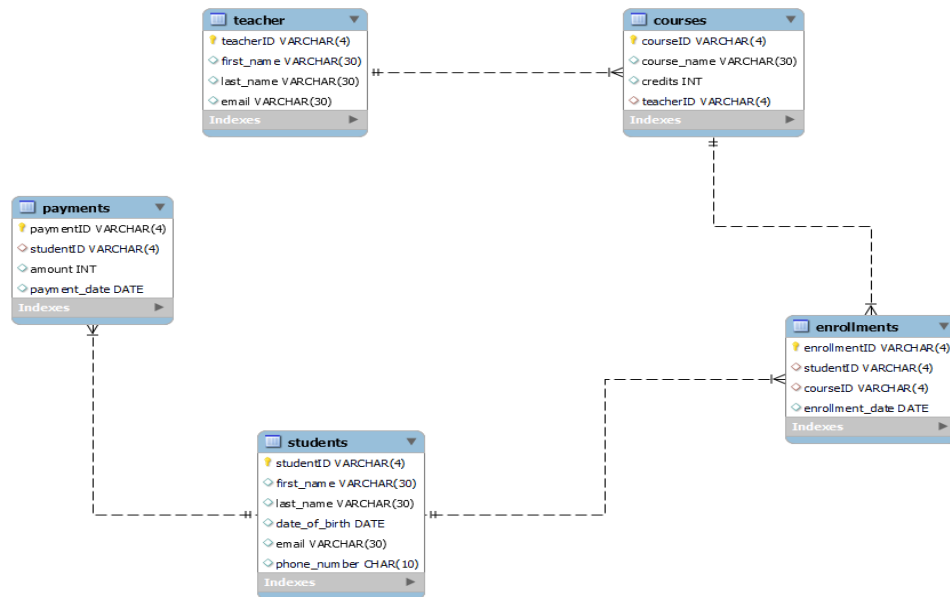 teacher
teacherID VARCHAR(4)
first_name VARCHAR(30)
last_name VARCHAR(30)
email VARCHAR(30)
Indexes
courses
courseID VARCHAR(4)
course_name VARCHAR(30)
credits INT
teacherID VARCHAR(4)
Indexes
payments
paymentID VARCHAR(4)
studentID VARCHAR(4)
amount INT
payment_date DATE
Indexes
enrollments
enrollmentID VARCHAR(4)
studentID VARCHAR(4)
courseID VARCHAR(4)
enrollment_date DATE
Indexes
students
studentID VARCHAR(4)
first_name VARCHAR(30)
last_name VARCHAR(30)
date_of_birth DATE
email VARCHAR(30)
phone_number CHAR(10)
Indexes